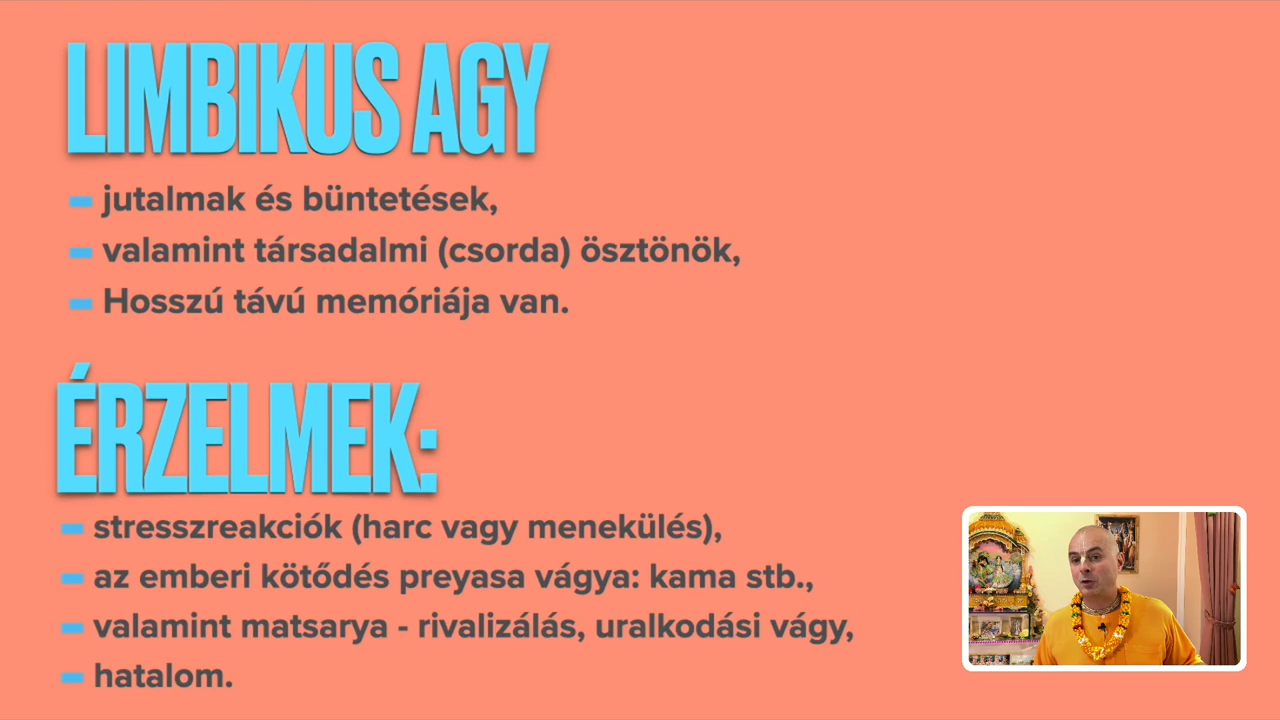 LIMBIKUS AGY
- jutalmak és büntetések,
- valamint társadalmi (csorda) ösztönök,
- Hosszú távú memóriája van.
ÉRZELMEK:
- stresszreakciók (harc vagy menekülés),
- az emberi kötődés preyasa vágya: kama stb.,
- valamint matsarya - rivalizálás, uralkodási vágy,
- hatalom.